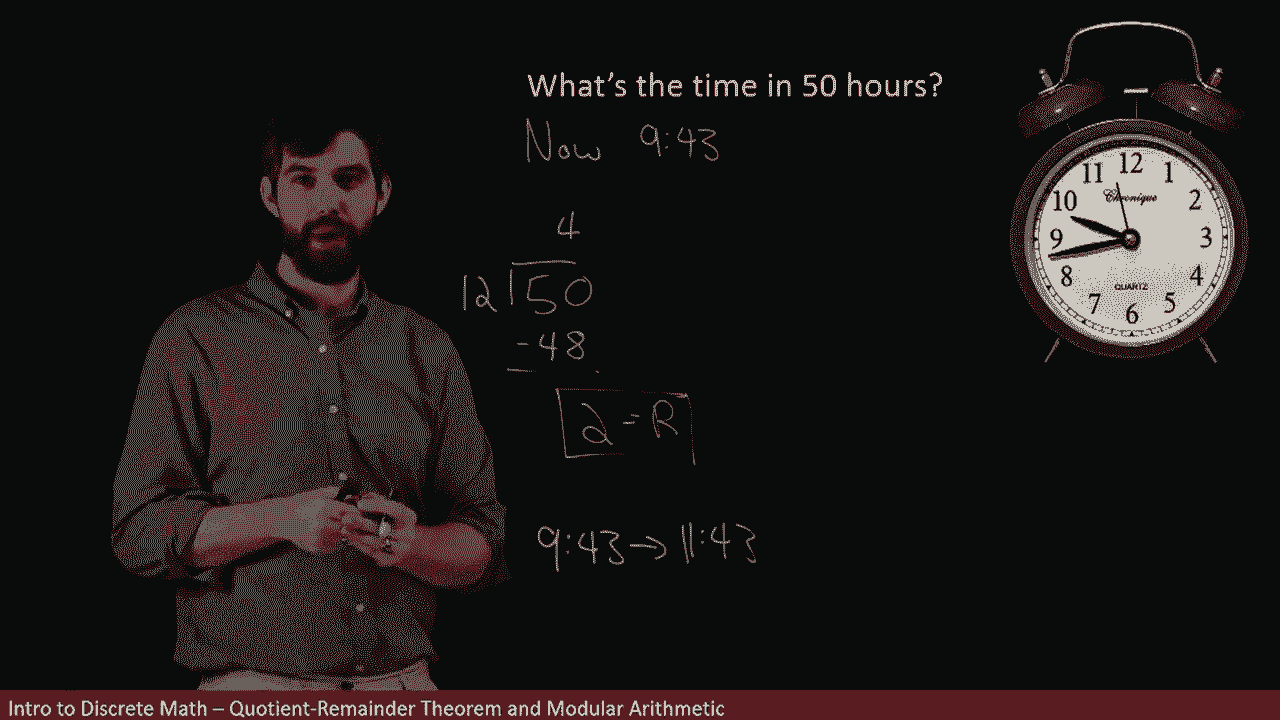 What's the time in 50 hours?
Now 9:43
4
12 50
-48
2 = R
9:43 → 11:43
12
11 1
10 2
Chronique
9 3
8 4
QUARTZ
7 5
6
Intro to Discrete Math – Quotient-Remainder Theorem and Modular Arithmetic